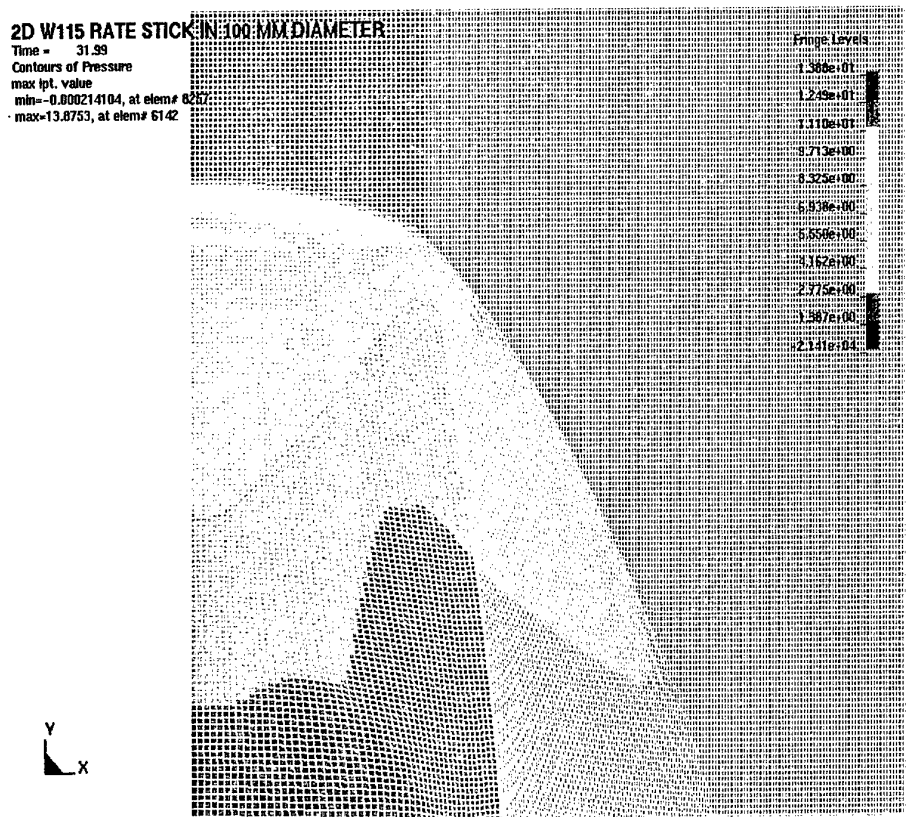 2D W115 RATE STICK IN 100 MM DIAMETER
Time = 31.99
Contours of Pressure
max ipt. value
min=-0.000214104, at elem# 8257
max=13.8753, at elem# 6142
Fringe Levels
1.388e+01
1.249e+01
1.110e+01
9.713e+00
8.325e+00
6.938e+00
5.550e+00
4.162e+00
2.775e+00
1.387e+00
-2.141e-04
Y
X